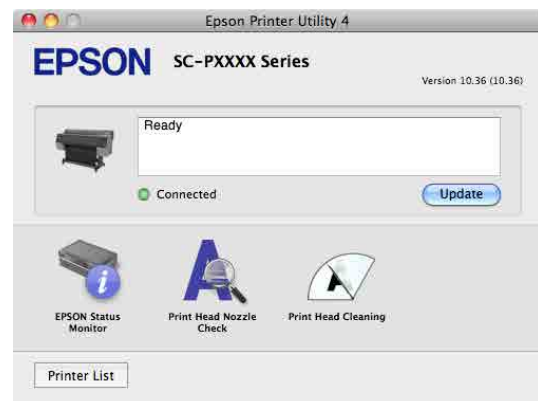 Epson Printer Utility 4
EPSON SC-PXXXX Series
Version 10.36 (10.36)
Ready
Connected
Update
EPSON Status
Monitor
Print Head Nozzle
Check
Print Head Cleaning
Printer List